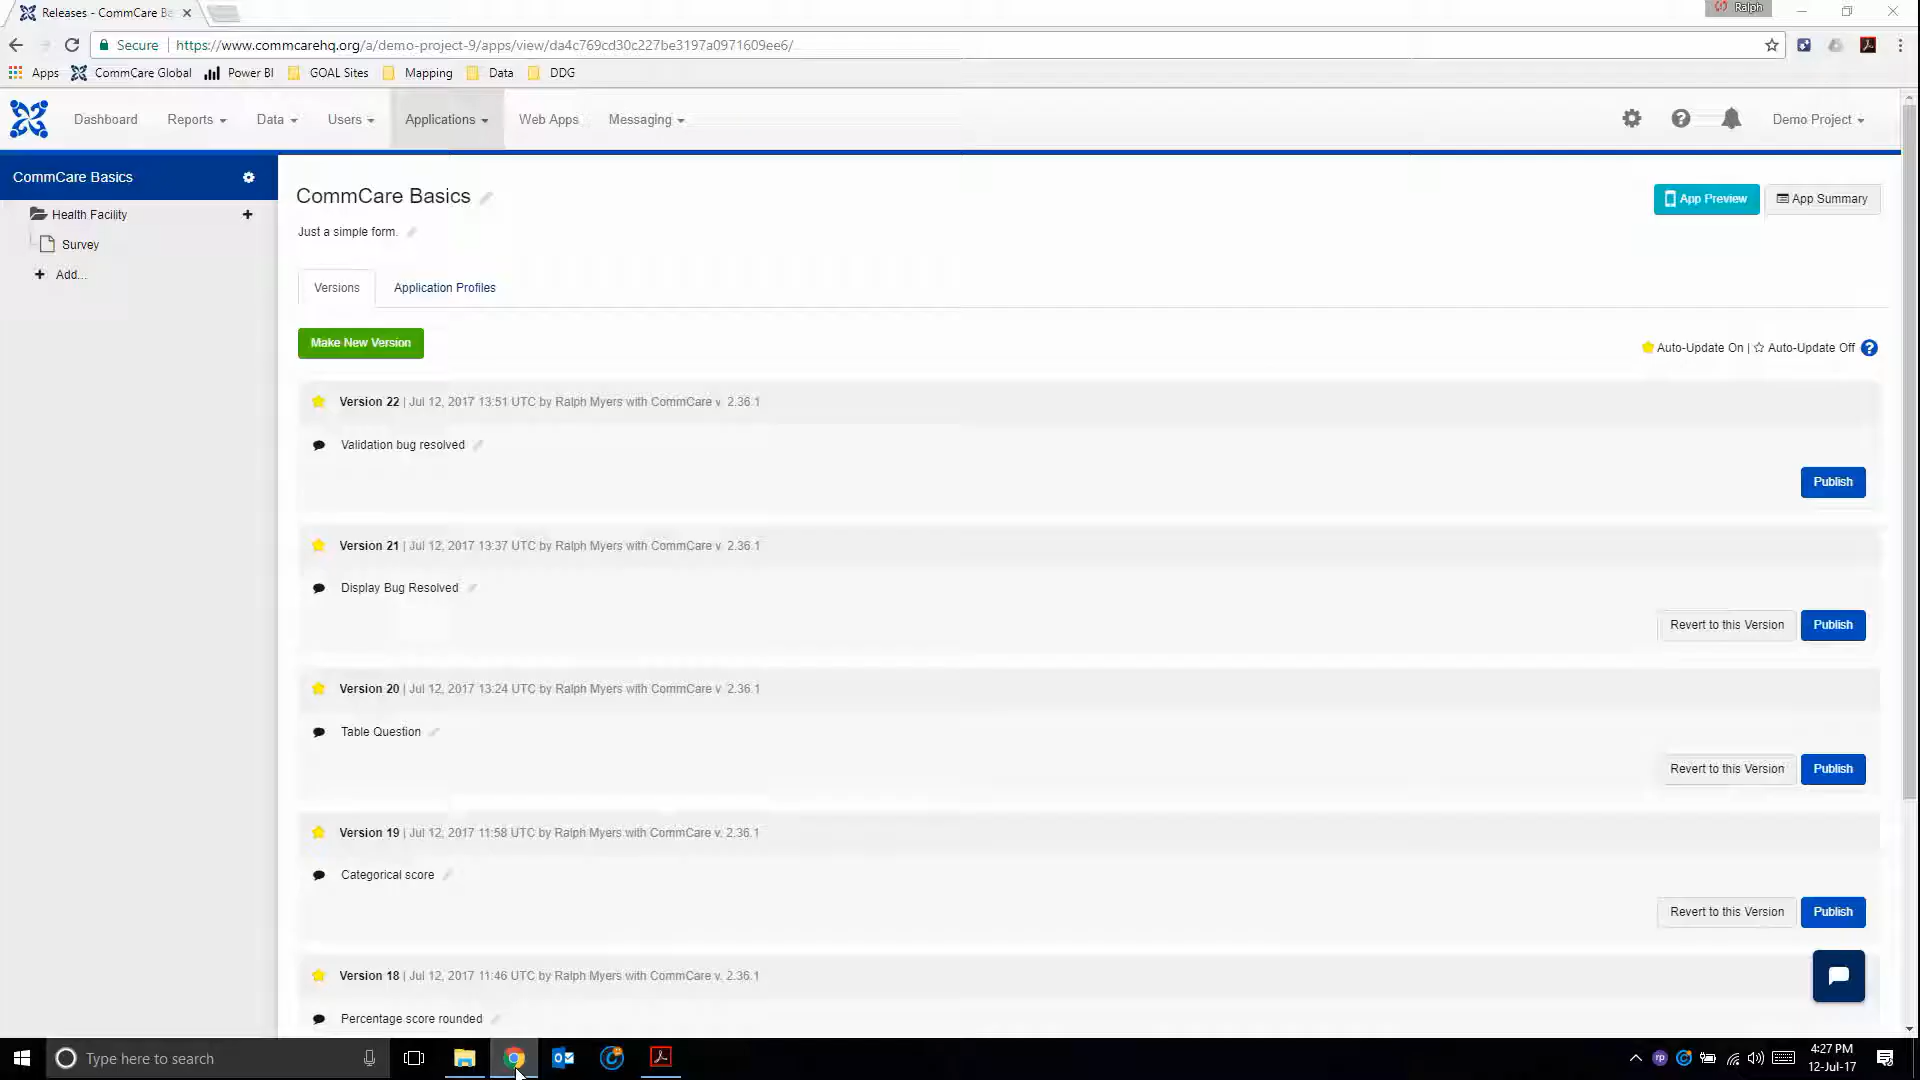 Releases - CommCare Ba
Ralph
Secure
https://www.commcarehq.org/a/demo-project-9/apps/view/da4c769cd30c227be3197a0971609ee6/
Apps CommCare Global Power BI GOAL Sites Mapping Data DDG
Dashboard Reports Data Users Applications Web Apps Messaging Demo Project
CommCare Basics
Health Facility
Survey
Add...
CommCare Basics
App Preview App Summary
Just a simple form.
Versions Application Profiles
Make New Version
Auto-Update On | Auto-Update Off
Version 22 | Jul 12, 2017 13:51 UTC by Ralph Myers with CommCare v. 2.36.1
Validation bug resolved
Publish
Version 21 | Jul 12, 2017 13:37 UTC by Ralph Myers with CommCare v. 2.36.1
Display Bug Resolved
Revert to this Version Publish
Version 20 | Jul 12, 2017 13:24 UTC by Ralph Myers with CommCare v. 2.36.1
Table Question
Revert to this Version Publish
Version 19 | Jul 12, 2017 11:58 UTC by Ralph Myers with CommCare v. 2.36.1
Categorical score
Revert to this Version Publish
Version 18 | Jul 12, 2017 11:46 UTC by Ralph Myers with CommCare v. 2.36.1
Percentage score rounded
Type here to search
4:27 PM
12-Jul-17